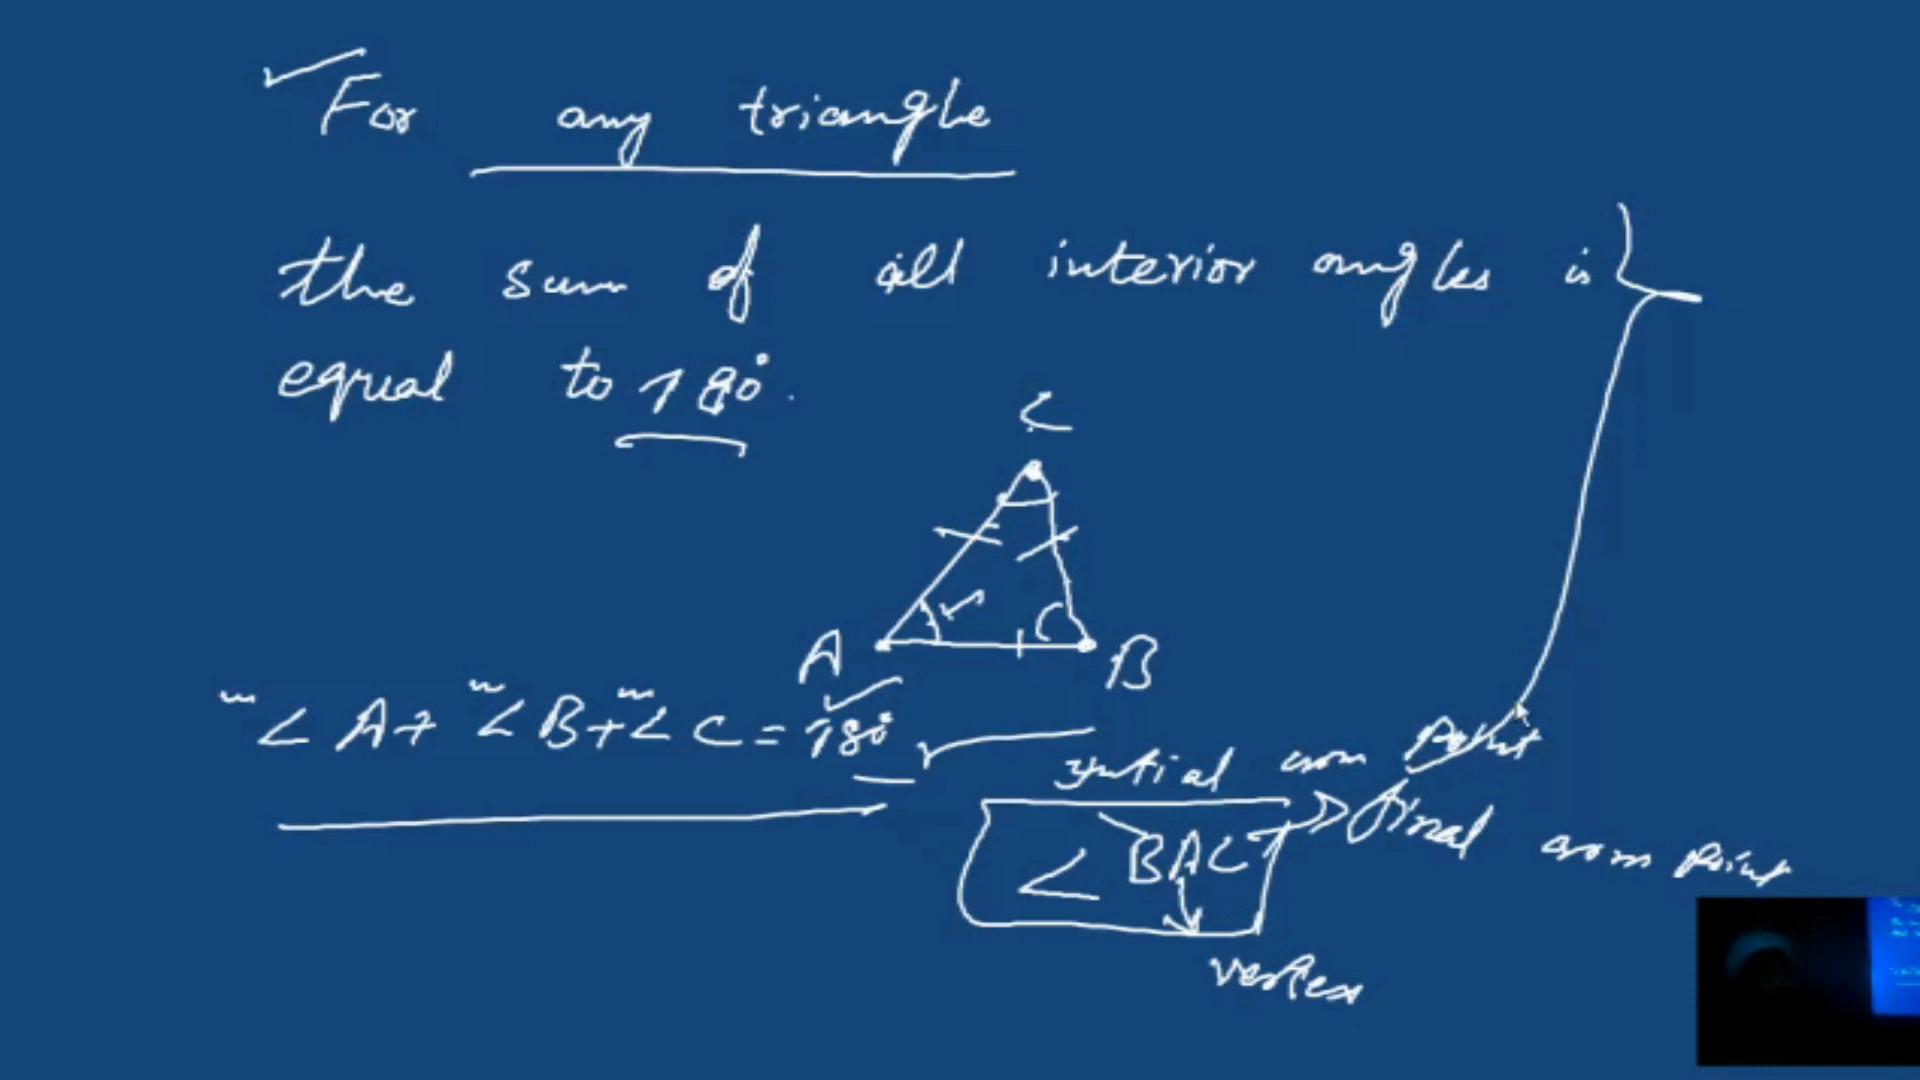 For any triangle
the sum of all interior angles is
equal to 180°.
C
A
B
m∠A + m∠B + m∠C = 180°
initial arm Point
∠BAC
final arm point
vertex